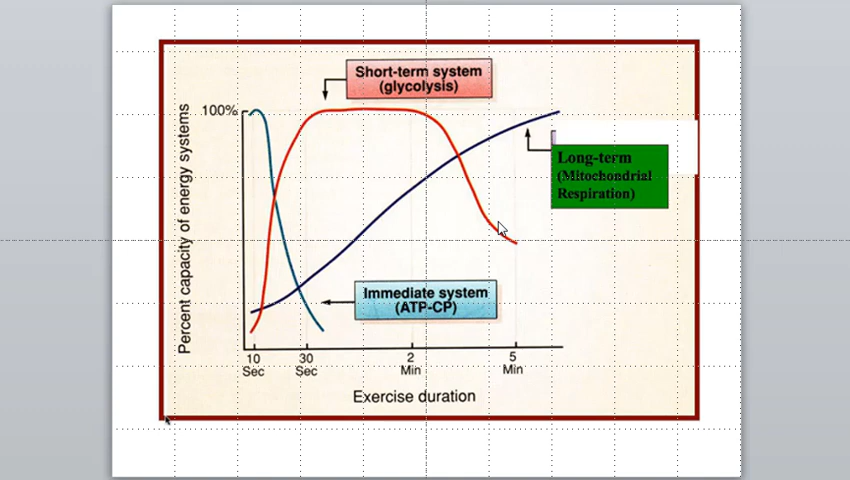 Short-term system
(glycolysis)
100%
Percent capacity of energy systems
Long-term
(Mitochondrial
Respiration)
Immediate system
(ATP-CP)
10
Sec
30
Sec
2
Min
5
Min
Exercise duration